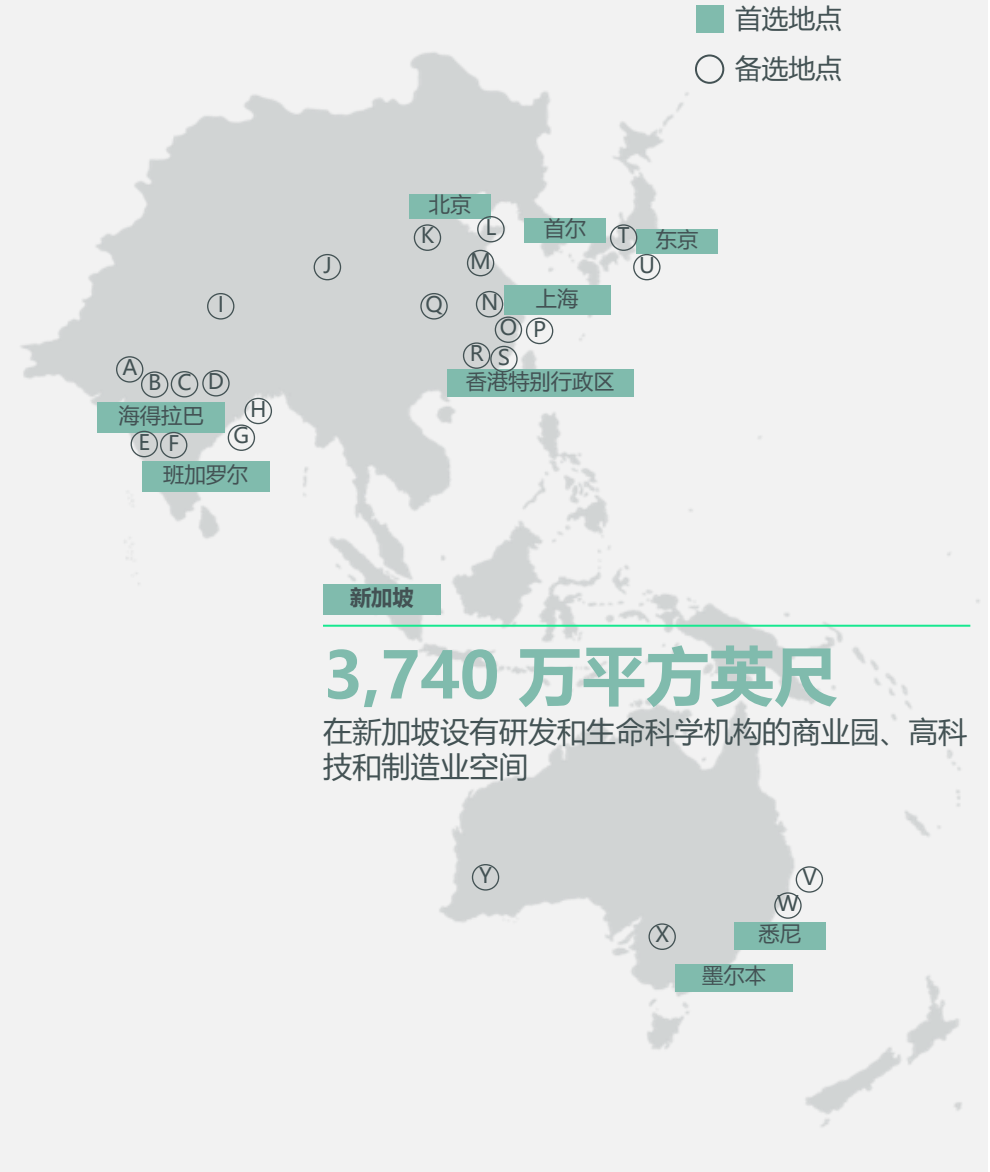 首选地点
备选地点
北京
K
L
首尔
T
东京
J
M
U
I
Q
N
上海
O
P
R
S
A
B
C
D
香港特别行政区
海得拉巴
H
E
F
G
班加罗尔
新加坡
3,740 万平方英尺
在新加坡设有研发和生命科学机构的商业园、高科
技和制造业空间
Y
V
W
X
悉尼
墨尔本